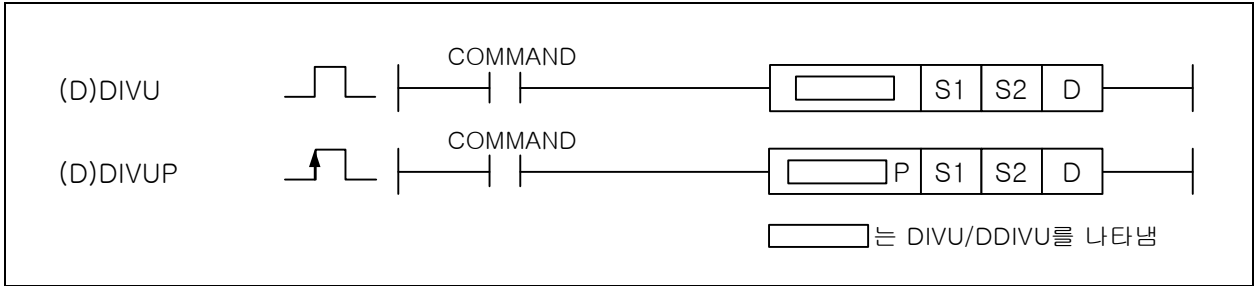 COMMAND
(D)DIVU S1 S2 D
COMMAND
(D)DIVUP P S1 S2 D
는 DIVU/DDIVU를 나타냄